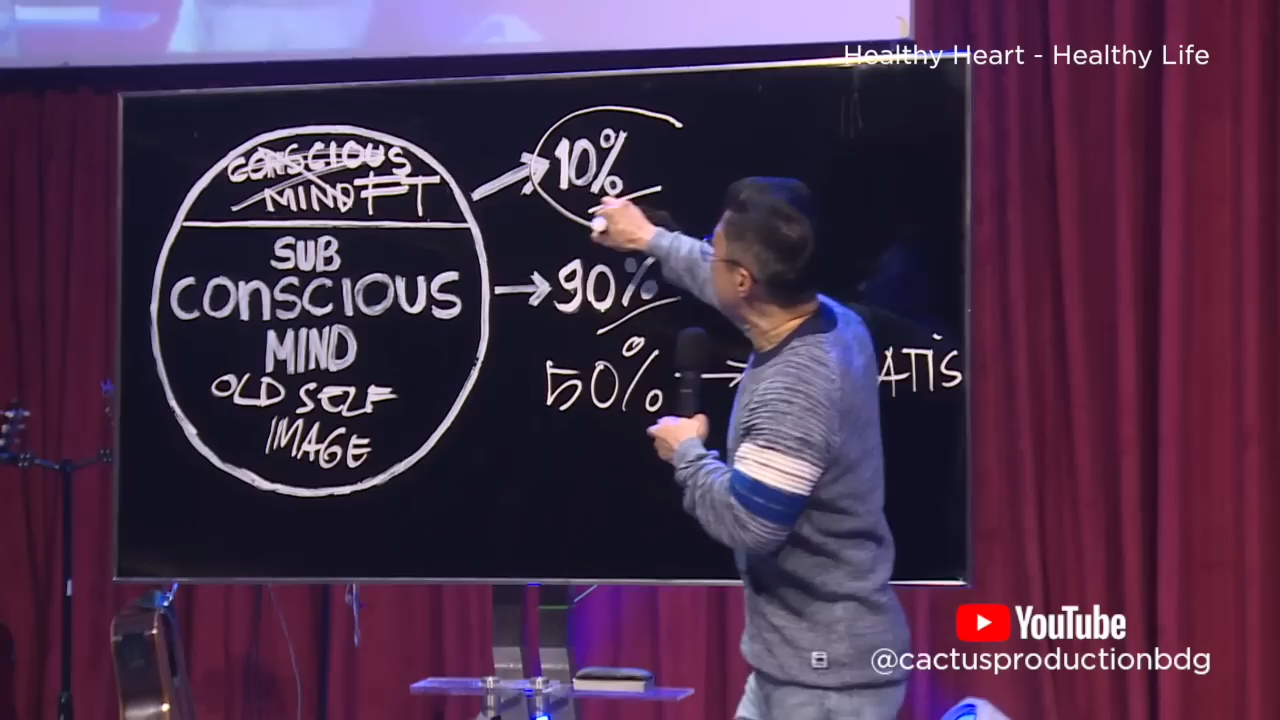 Healthy Heart - Healthy Life
CONSCIOUS
MIND FT
10%
SUB
CONSCIOUS
MIND
90%
OLD SELF
IMAGE
50%
ATIS
YouTube
@cactusproductionbdg